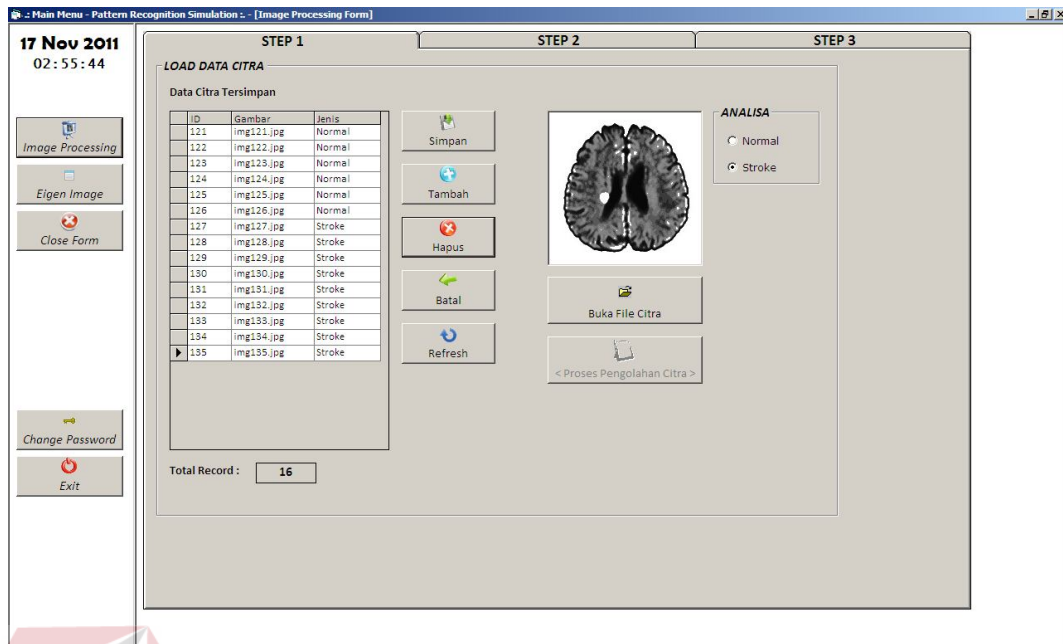 .: Main Menu - Pattern Recognition Simulation :. - [Image Processing Form]
17 Nov 2011
02:55:44
Image Processing
Eigen Image
Close Form
Change Password
Exit
STEP 1 STEP 2 STEP 3
LOAD DATA CITRA
Data Citra Tersimpan
ID Gambar Jenis
121 img121.jpg Normal
122 img122.jpg Normal
123 img123.jpg Normal
124 img124.jpg Normal
125 img125.jpg Normal
126 img126.jpg Normal
127 img127.jpg Stroke
128 img128.jpg Stroke
129 img129.jpg Stroke
130 img130.jpg Stroke
131 img131.jpg Stroke
132 img132.jpg Stroke
133 img133.jpg Stroke
134 img134.jpg Stroke
135 img135.jpg Stroke
Total Record : 16
Simpan
Tambah
Hapus
Batal
Refresh
Buka File Citra
< Proses Pengolahan Citra >
ANALISA
Normal
Stroke